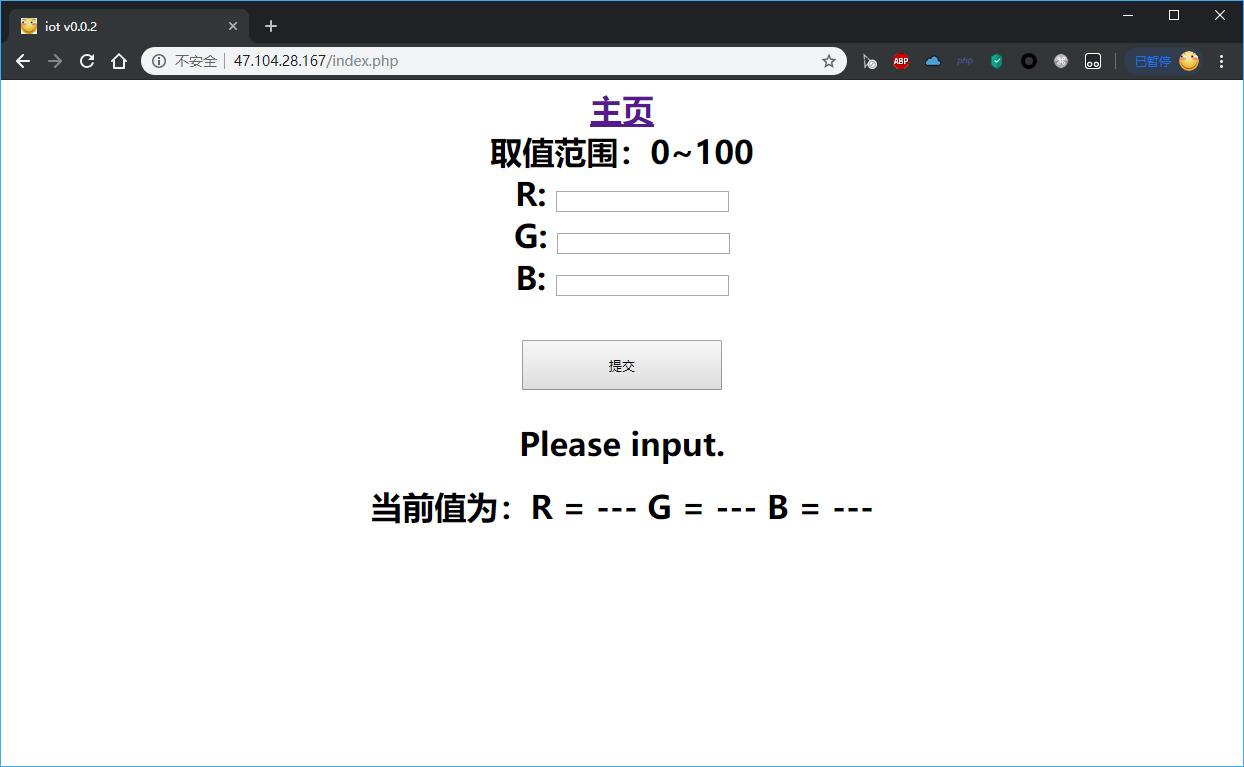 iot v0.0.2
不安全 47.104.28.167/index.php
ABP
php
已暂停
主页
取值范围：0~100
R:
G:
B:
提交
Please input.
当前值为：R = --- G = --- B = ---